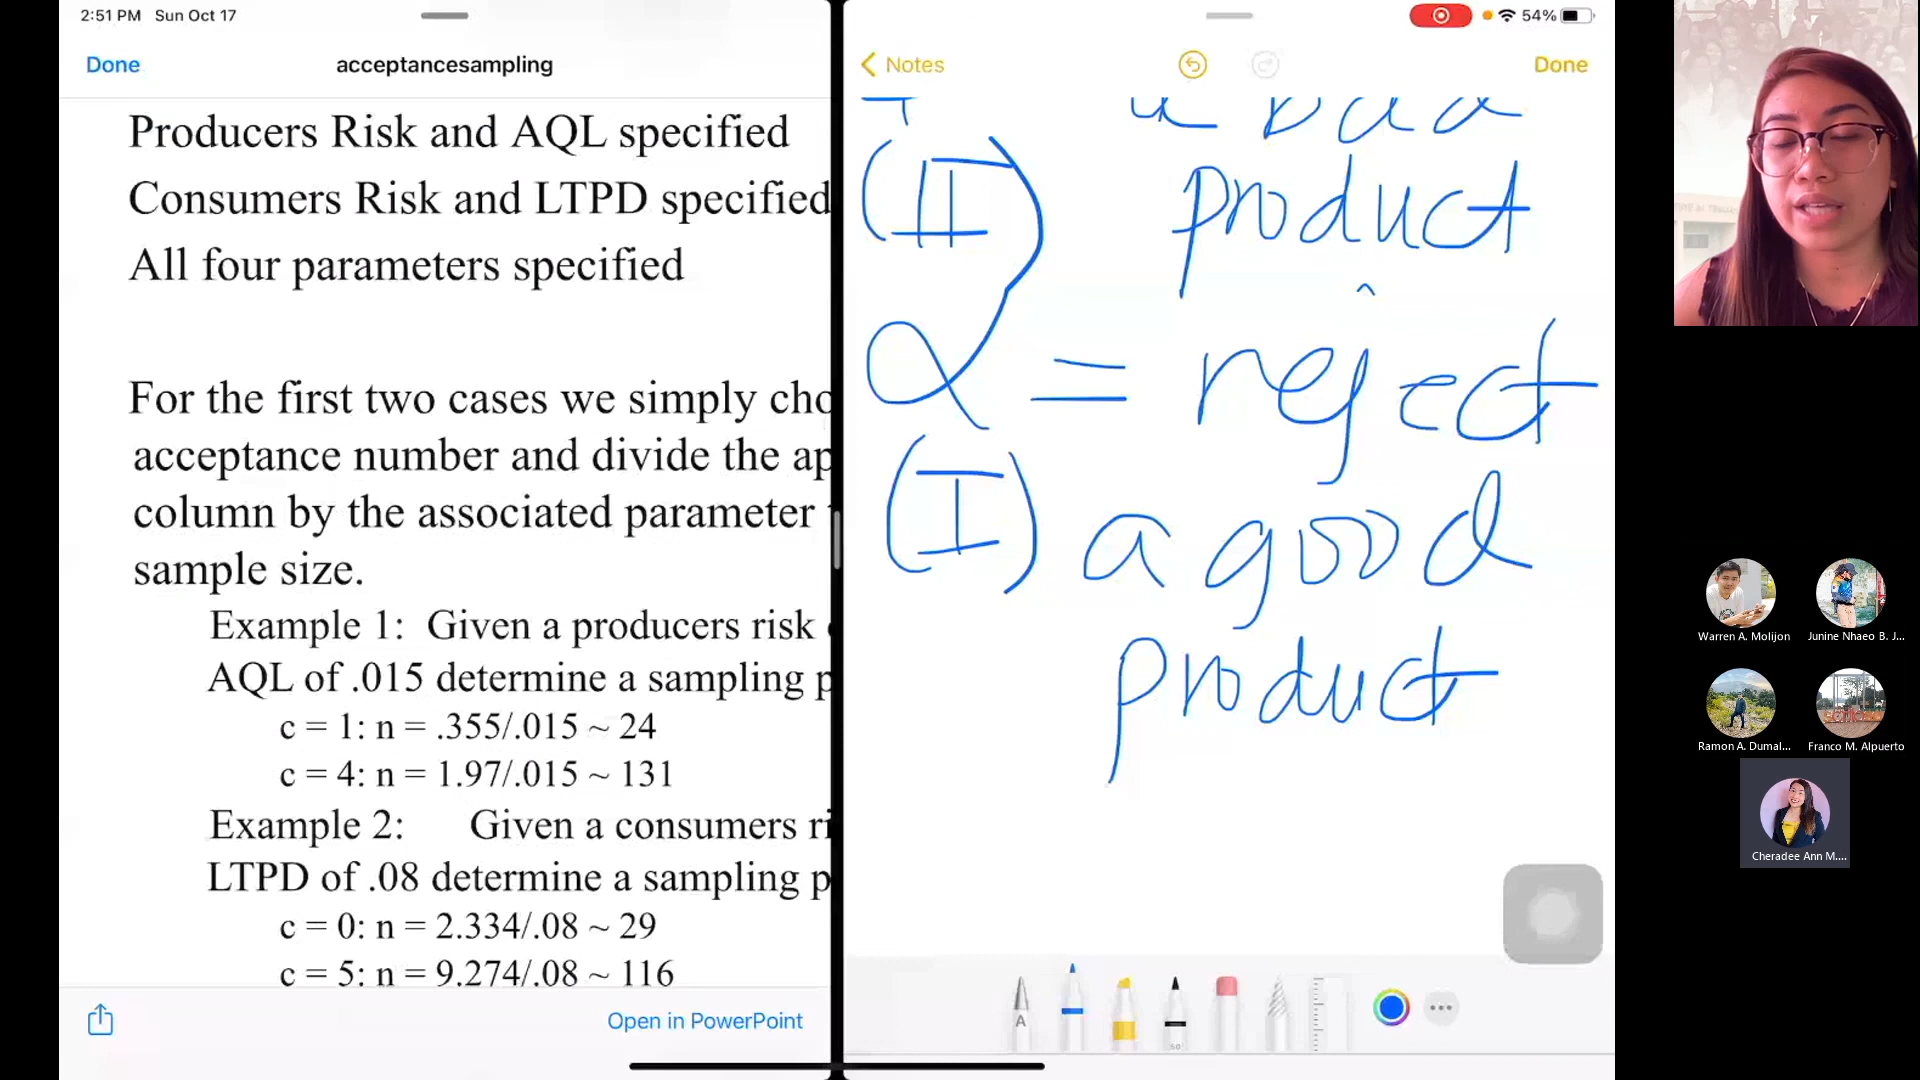 2:51 PM Sun Oct 17
Done
acceptancesampling
Producers Risk and AQL specified
Consumers Risk and LTPD specified
All four parameters specified
For the first two cases we simply cho
acceptance number and divide the ap
column by the associated parameter
sample size.
Example 1: Given a producers risk
AQL of .015 determine a sampling p
c = 1: n = .355/.015 ~ 24
c = 4: n = 1.97/.015 ~ 131
Example 2: Given a consumers ri
LTPD of .08 determine a sampling p
c = 0: n = 2.334/.08 ~ 29
c = 5: n = 9.274/.08 ~ 116
Open in PowerPoint
54%
Notes
Done
a bad
(II) product
α = reject
(I) a good
product
A
50
Warren A. Molijon
Junine Nhaeo B. J...
Ramon A. Dumal...
Franco M. Alpuerto
Cheradee Ann M....